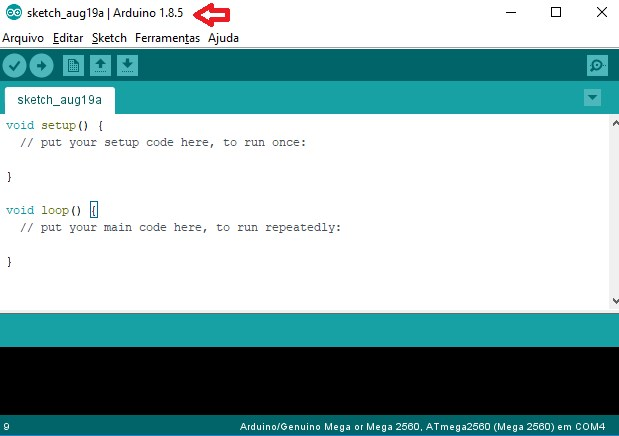 sketch_aug19a | Arduino 1.8.5
Arquivo Editar Sketch Ferramentas Ajuda
sketch_aug19a
void setup() {
  // put your setup code here, to run once:
}
void loop() {
  // put your main code here, to run repeatedly:
}
9 Arduino/Genuino Mega or Mega 2560, ATmega2560 (Mega 2560) em COM4